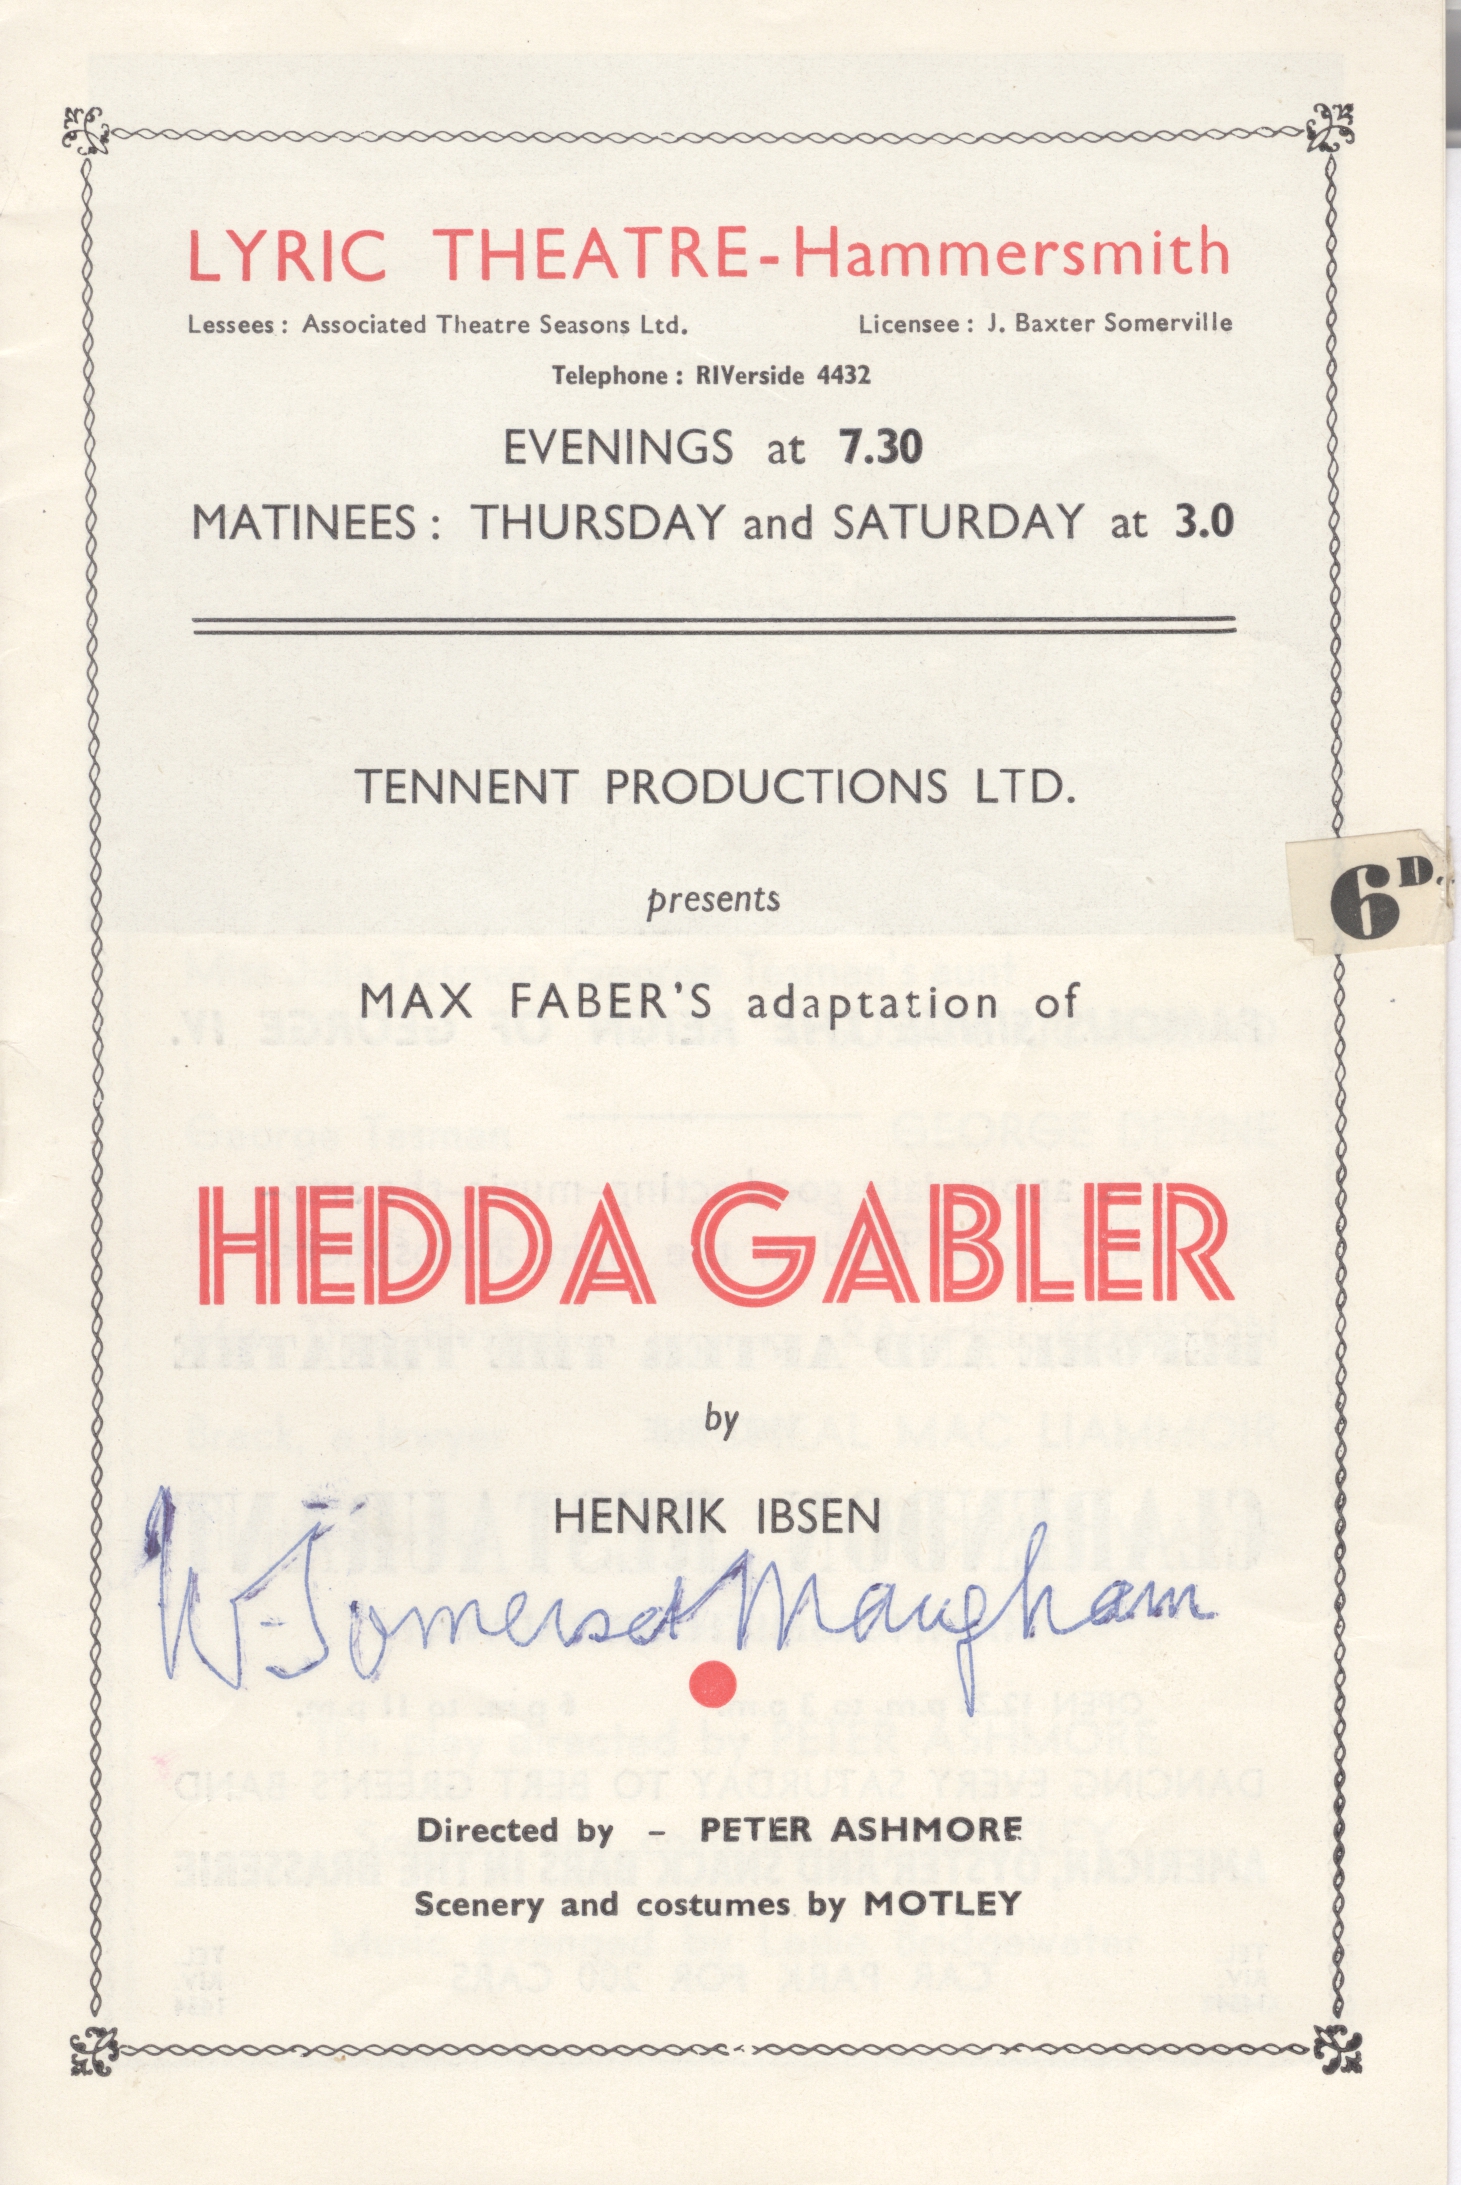 LYRIC THEATRE-Hammersmith
Lessees : Associated Theatre Seasons Ltd. Licensee : J. Baxter Somerville
Telephone : RIVerside 4432
EVENINGS at 7.30
MATINEES : THURSDAY and SATURDAY at 3.0
TENNENT PRODUCTIONS LTD.
presents
6D.
MAX FABER'S adaptation of
HEDDA GABLER
by
HENRIK IBSEN
W. Somerset Maugham
Directed by – PETER ASHMORE
Scenery and costumes by MOTLEY